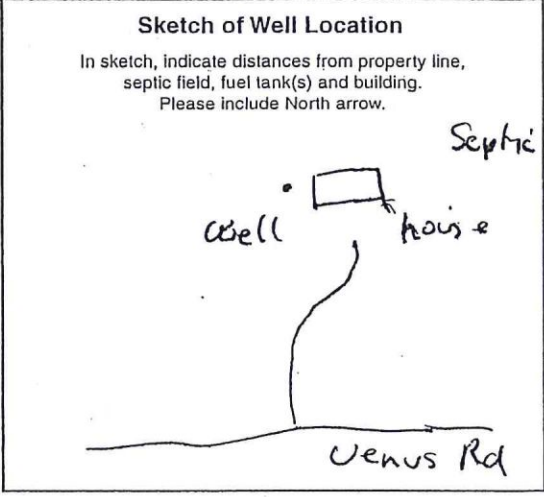 Sketch of Well Location
In sketch, indicate distances from property line,
septic field, fuel tank(s) and building.
Please include North arrow.
Septic
well
house
Venus Rd